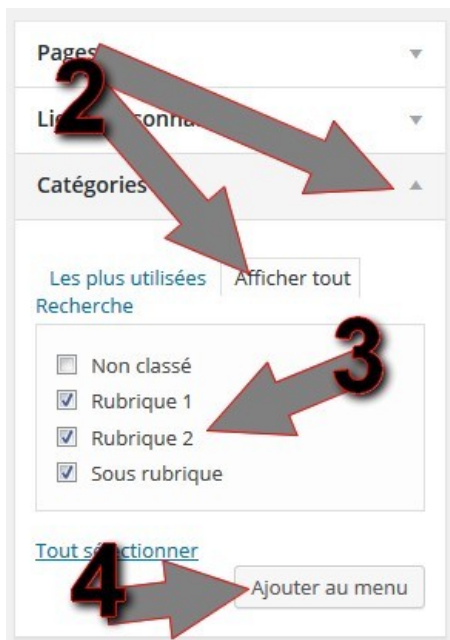 Pages
2
Catégories
Les plus utilisées Afficher tout
Recherche
3
Non classé
Rubrique 1
Rubrique 2
Sous rubrique
Tout sélectionner
4
Ajouter au menu